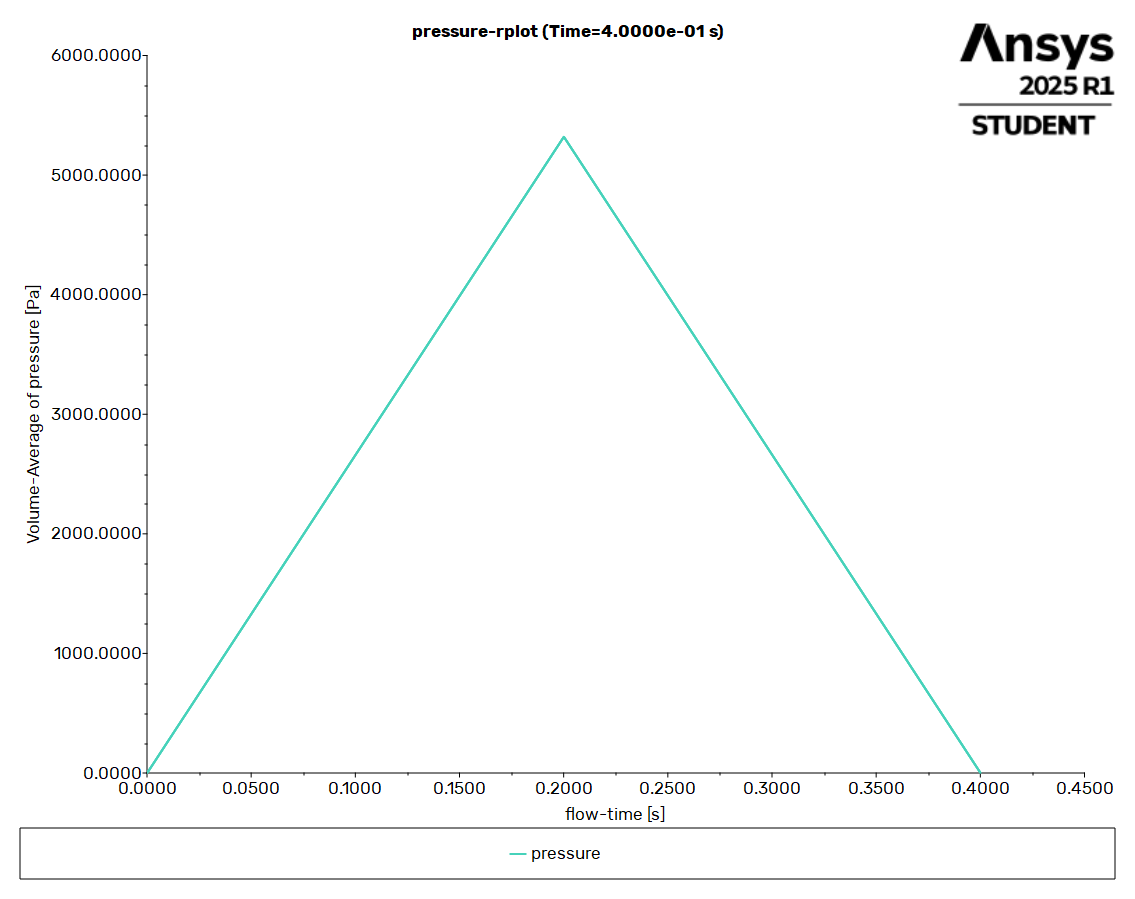 pressure-rplot (Time=4.0000e-01 s)
Ansys
2025 R1
STUDENT
6000.0000
5000.0000
4000.0000
3000.0000
2000.0000
1000.0000
0.0000
Volume-Average of pressure [Pa]
0.0000 0.0500 0.1000 0.1500 0.2000 0.2500 0.3000 0.3500 0.4000 0.4500
flow-time [s]
pressure